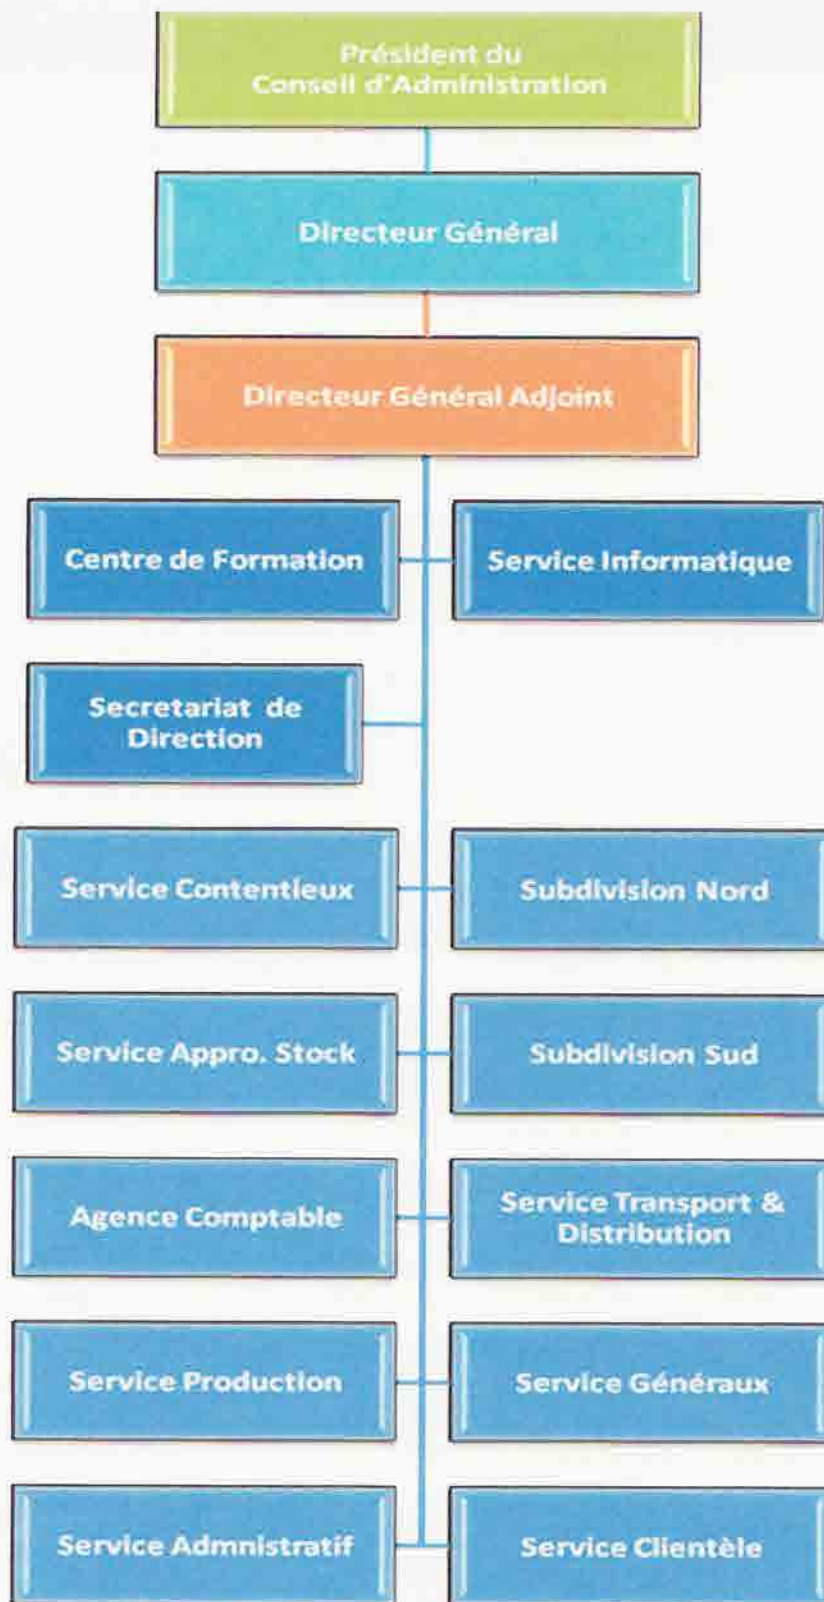 Président du
Conseil d'Administration
Directeur Général
Directeur Général Adjoint
Centre de Formation
Service Informatique
Secretariat de
Direction
Service Contentieux
Subdivision Nord
Service Appro. Stock
Subdivision Sud
Agence Comptable
Service Transport &
Distribution
Service Production
Service Généraux
Service Admnistratif
Service Clientèle